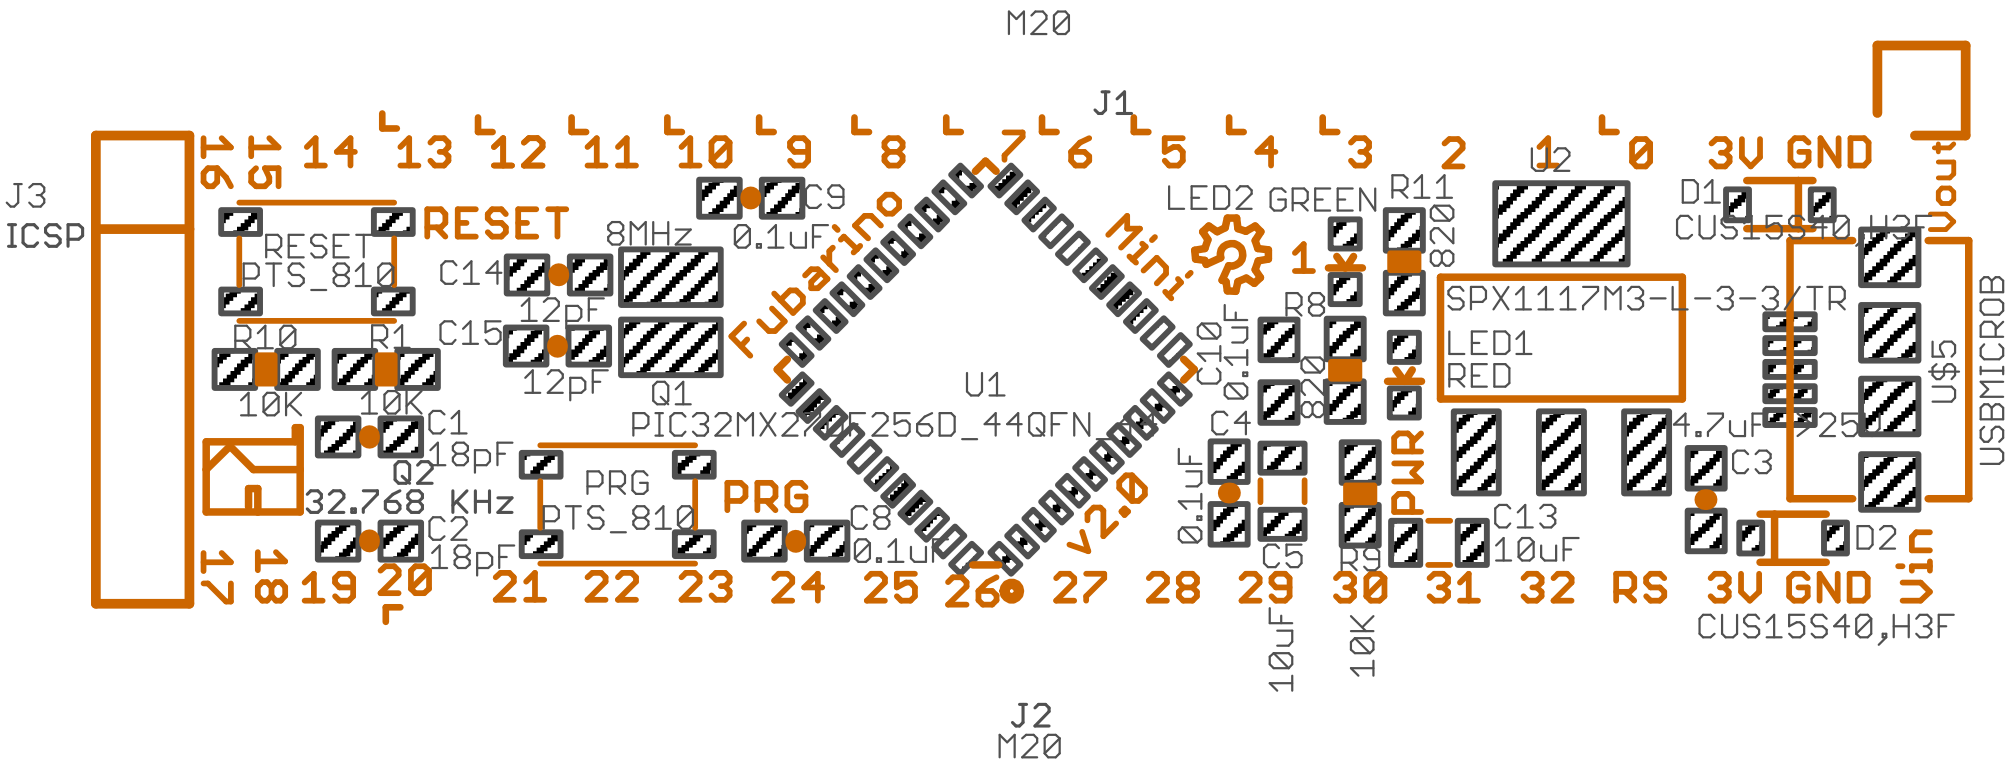 M20
J1
16 15 14 13 12 11 10 9 8 7 6 5 4 3 2 1 0 3V GND Vout
J3
ICSP
RESET
RESET
PTS_810
C9
0.1uF
8MHz
C14
12pF
C15
12pF
Q1
R10
10K
R1
10K
Fubarino
Mini
v2.0
LED2 GREEN
1
K
R11
820
U2
D1
CUS15S40,H3F
SPX1117M3-L-3-3/TR
LED1
RED
K
R8
820
C10
0.1uF
U1
U$5
USBMICROB
C1
18pF
Q2
32.768 KHz
C2
18pF
PRG
PTS_810
PRG
C8
0.1uF
C4
0.1uF
C5
10uF
PWR
R9
10K
C13
10uF
4.7uF
C3
D2
CUS15S40,H3F
17 18 19 20 21 22 23 24 25 26 27 28 29 30 31 32 RS 3V GND Vin
J2
M20